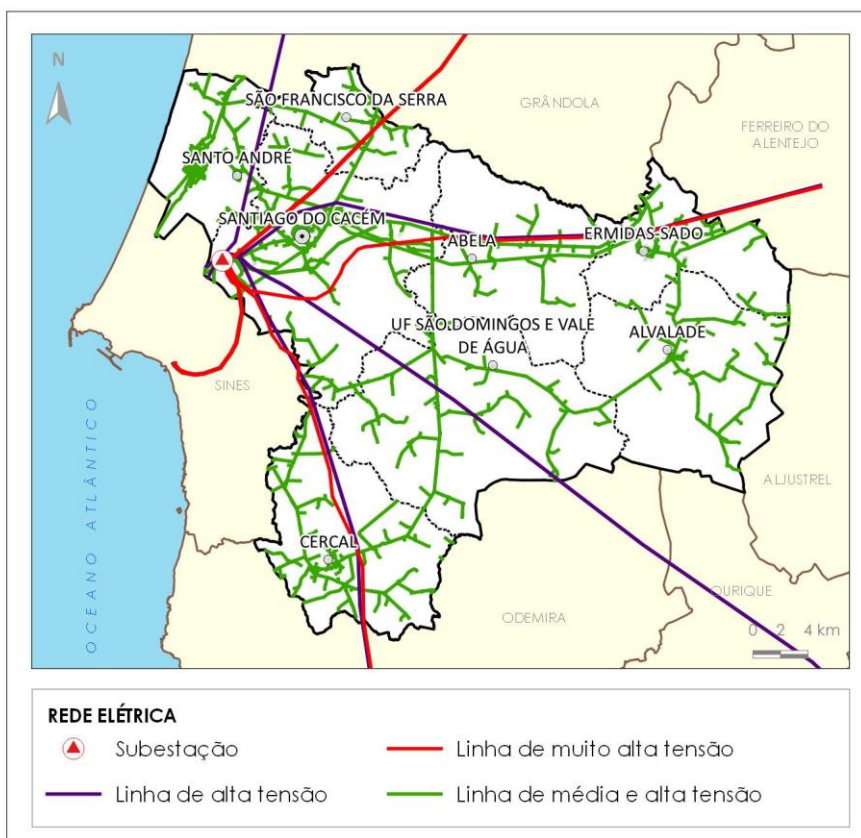 N
SÃO FRANCISCO DA SERRA
GRÂNDOLA
FERREIRO DO
ALENTEJO
SANTO ANDRÉ
SANTIAGO DO CACÉM
ABELA
ERMIDAS-SADO
UF SÃO DOMINGOS E VALE
DE ÁGUA
ALVALADE
SINES
OCEANO ATLÂNTICO
ALJUSTREL
CERCAL
OURIQUE
ODEMIRA
0 2 4 km
REDE ELÉTRICA
Subestação
Linha de muito alta tensão
Linha de alta tensão
Linha de média e alta tensão